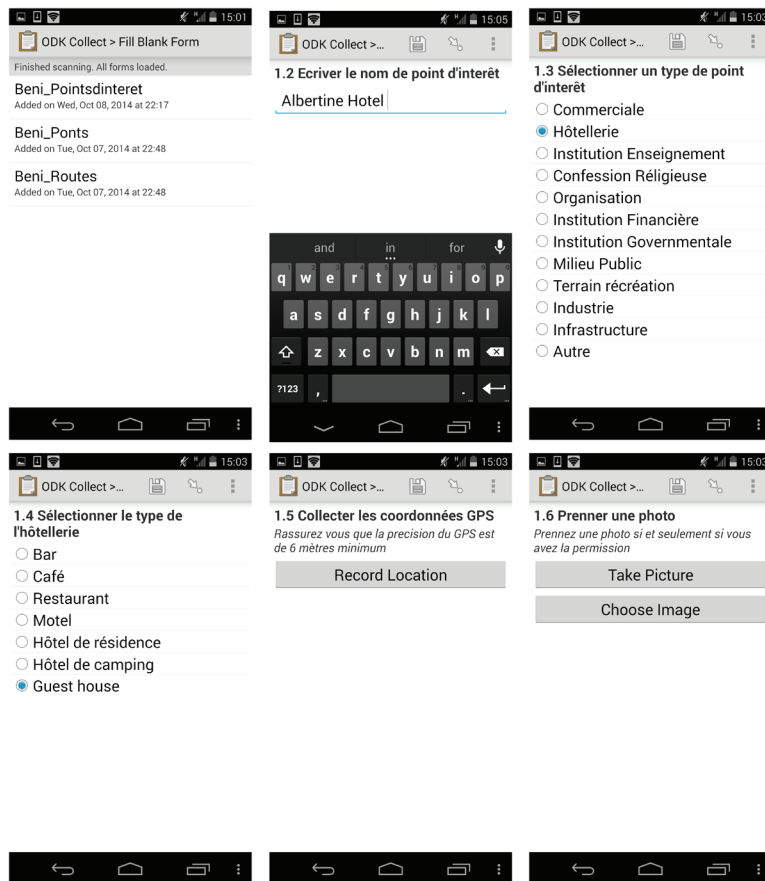 15:01
ODK Collect > Fill Blank Form
Finished scanning. All forms loaded.
Beni_Pointsdinteret
Added on Wed, Oct 08, 2014 at 22:17
Beni_Ponts
Added on Tue, Oct 07, 2014 at 22:48
Beni_Routes
Added on Tue, Oct 07, 2014 at 22:48
H 15:05
ODK Collect >...
1.2 Ecriver le nom de point d'interêt
Albertine Hotel
and in for
q w e r t y u i o p
a s d f g h j k l
z x c v b n m
?123 , .
H 15:03
ODK Collect >...
1.3 Sélectionner un type de point
d'interêt
Commerciale
Hôtellerie
Institution Enseignement
Confession Réligieuse
Organisation
Institution Financière
Institution Governmentale
Milieu Public
Terrain récréation
Industrie
Infrastructure
Autre
H 15:03
ODK Collect >...
1.4 Sélectionner le type de
l'hôtellerie
Bar
Café
Restaurant
Motel
Hôtel de résidence
Hôtel de camping
Guest house
H 15:03
ODK Collect >...
1.5 Collecter les coordonnées GPS
Rassurez vous que la precision du GPS est
de 6 mètres minimum
Record Location
H 15:03
ODK Collect >...
1.6 Prenner une photo
Prennez une photo si et seulement si vous
avez la permission
Take Picture
Choose Image